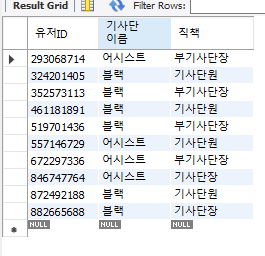 Result Grid Filter Rows:
유저ID 기사단 이름 직책
293068714 어시스트 부기사단장
324201405 블랙 기사단원
352573113 블랙 부기사단장
461181891 블랙 기사단원
519701436 블랙 부기사단장
557146729 어시스트 기사단원
672297336 어시스트 부기사단장
846747764 어시스트 기사단장
872492188 블랙 기사단원
882665688 블랙 기사단장
NULL NULL NULL